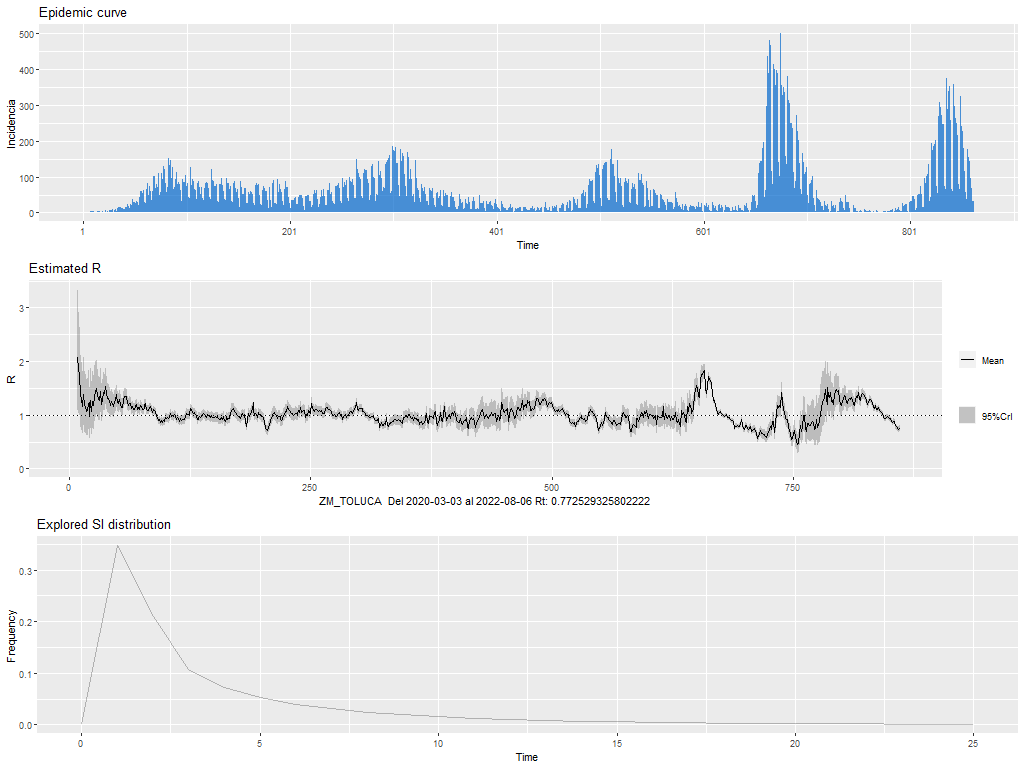 Epidemic curve
500
400
300
200
100
0
Incidencia
1
201
401
601
801
Time
Estimated R
3
2
1
0
R
0
250
500
750
Mean
95%CrI
ZM_TOLUCA Del 2020-03-03 al 2022-08-06 Rt: 0.772529325802222
Explored SI distribution
0.3
0.2
0.1
0.0
Frequency
0
5
10
15
20
25
Time